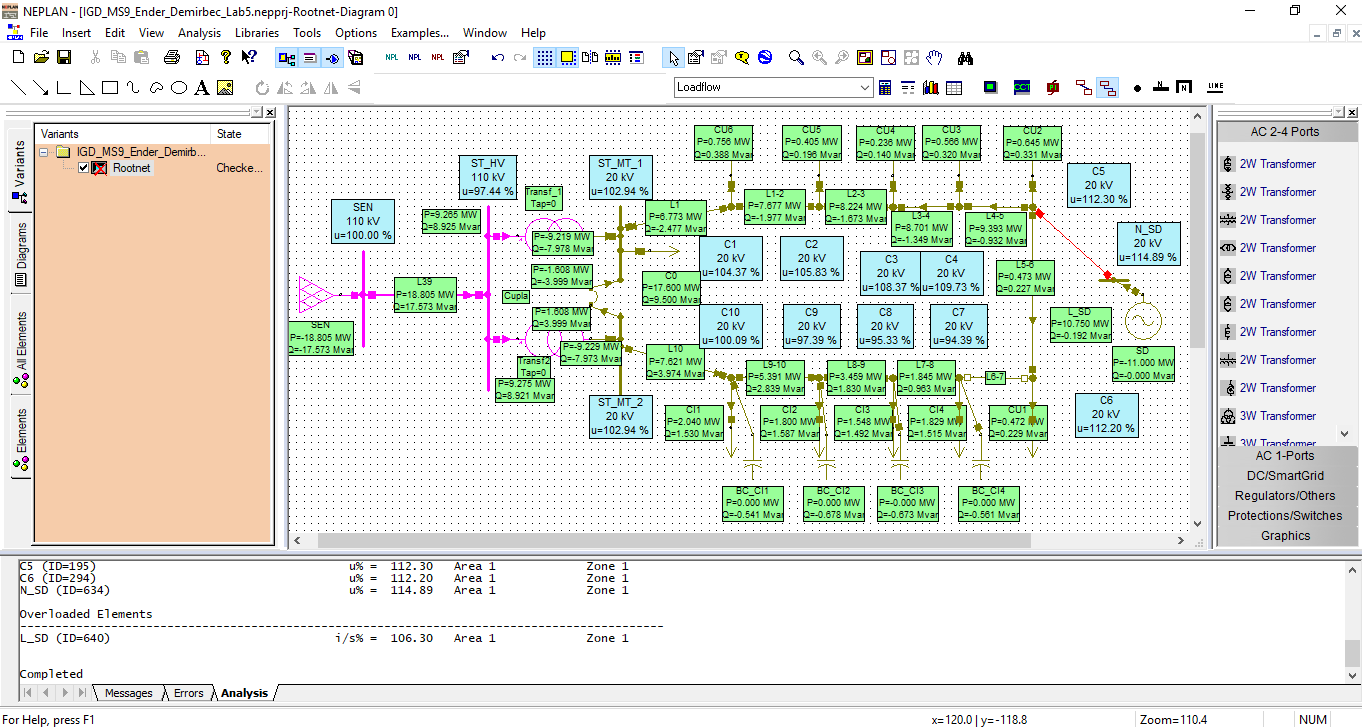 NEPLAN - [IGD_MS9_Ender_Demirbec_Lab5.nepprj-Rootnet-Diagram 0]
File Insert Edit View Analysis Libraries Tools Options Examples... Window Help
NPL NPL NPL
Loadflow
CCT
N
N
LINE
Variants State
IGD_MS9_Ender_Demirb...
Rootnet Checke...
Variants
Diagrams
All Elements
Elements
SEN
110 kV
u=100.00 %
SEN
P=-18.805 MW
Q=-17.573 Mvar
L39
P=18.805 MW
Q=17.573 Mvar
ST_HV
110 kV
u=97.44 %
P=9.265 MW
Q=8.925 Mvar
Transf_1
Tap=0
P=-9.219 MW
Q=-7.978 Mvar
P=-1.608 MW
Q=-3.999 Mvar
Cupla
P=1.608 MW
Q=3.999 Mvar
P=-9.229 MW
Q=-7.973 Mvar
Transf2
Tap=0
P=9.275 MW
Q=8.921 Mvar
ST_MT_1
20 kV
u=102.94 %
ST_MT_2
20 kV
u=102.94 %
L1
P=6.773 MW
Q=-2.477 Mvar
C0
P=17.600 MW
Q=9.500 Mvar
L10
P=7.621 MW
Q=3.974 Mvar
CU6
P=0.756 MW
Q=0.388 Mvar
CU5
P=0.405 MW
Q=0.196 Mvar
CU4
P=0.236 MW
Q=0.140 Mvar
CU3
P=0.566 MW
Q=0.320 Mvar
CU2
P=0.645 MW
Q=0.331 Mvar
L1-2
P=7.677 MW
Q=-1.977 Mvar
L2-3
P=8.224 MW
Q=-1.673 Mvar
L3-4
P=8.701 MW
Q=-1.349 Mvar
L4-5
P=9.393 MW
Q=-0.932 Mvar
C5
20 kV
u=112.30 %
N_SD
20 kV
u=114.89 %
C1
20 kV
u=104.37 %
C2
20 kV
u=105.83 %
C3
20 kV
u=108.37 %
C4
20 kV
u=109.73 %
L5-6
P=0.473 MW
Q=0.227 Mvar
C10
20 kV
u=100.09 %
C9
20 kV
u=97.39 %
C8
20 kV
u=95.33 %
C7
20 kV
u=94.39 %
L_SD
P=10.750 MW
Q=-0.192 Mvar
SD
P=-11.000 MW
Q=-0.000 Mvar
L9-10
P=5.391 MW
Q=2.839 Mvar
L8-9
P=3.459 MW
Q=1.830 Mvar
L7-8
P=1.845 MW
Q=0.963 Mvar
L6-7
C6
20 kV
u=112.20 %
CI1
P=2.040 MW
Q=1.530 Mvar
CI2
P=1.800 MW
Q=1.587 Mvar
CI3
P=1.548 MW
Q=1.492 Mvar
CI4
P=1.829 MW
Q=1.515 Mvar
CU1
P=0.472 MW
Q=0.229 Mvar
BC_CI1
P=0.000 MW
Q=-0.541 Mvar
BC_CI2
P=0.000 MW
Q=-0.678 Mvar
BC_CI3
P=-0.000 MW
Q=-0.673 Mvar
BC_CI4
P=0.000 MW
Q=-0.561 Mvar
AC 2-4 Ports
2W Transformer
2W Transformer
2W Transformer
2W Transformer
2W Transformer
2W Transformer
2W Transformer
2W Transformer
2W Transformer
3W Transformer
3W Transformer
AC 1-Ports
DC/SmartGrid
Regulators/Others
Protections/Switches
Graphics
C5 (ID=195) u% = 112.30 Area 1 Zone 1
C6 (ID=294) u% = 112.20 Area 1 Zone 1
N_SD (ID=634) u% = 114.89 Area 1 Zone 1
Overloaded Elements
--------------------------------------------------------------------------------
L_SD (ID=640) i/s% = 106.30 Area 1 Zone 1
Completed
Messages Errors Analysis
For Help, press F1 x=120.0 | y=-118.8 Zoom=110.4 NUM